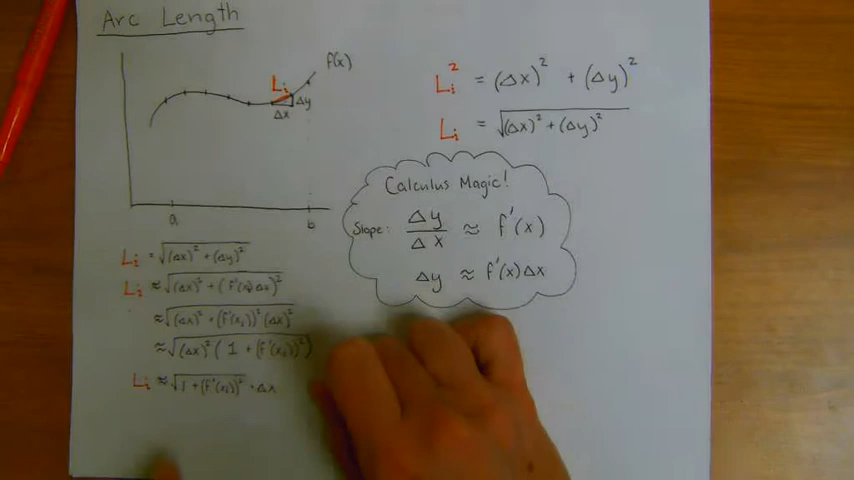 Arc Length
f(x)
Li
Δy
Δx
a
b
Li² = (Δx)² + (Δy)²
Li = √(Δx)² + (Δy)²
Calculus Magic!
Slope: Δy/Δx ≈ f'(x)
Δy ≈ f'(x)Δx
Li = √(Δx)² + (Δy)²
Li ≈ √(Δx)² + (f'(x)Δx)²
≈ √(Δx)² + (f'(xi))² (Δx)²
≈ √(Δx)² (1 + (f'(xi))²)
Li ≈ √1 + (f'(xi))² · Δx